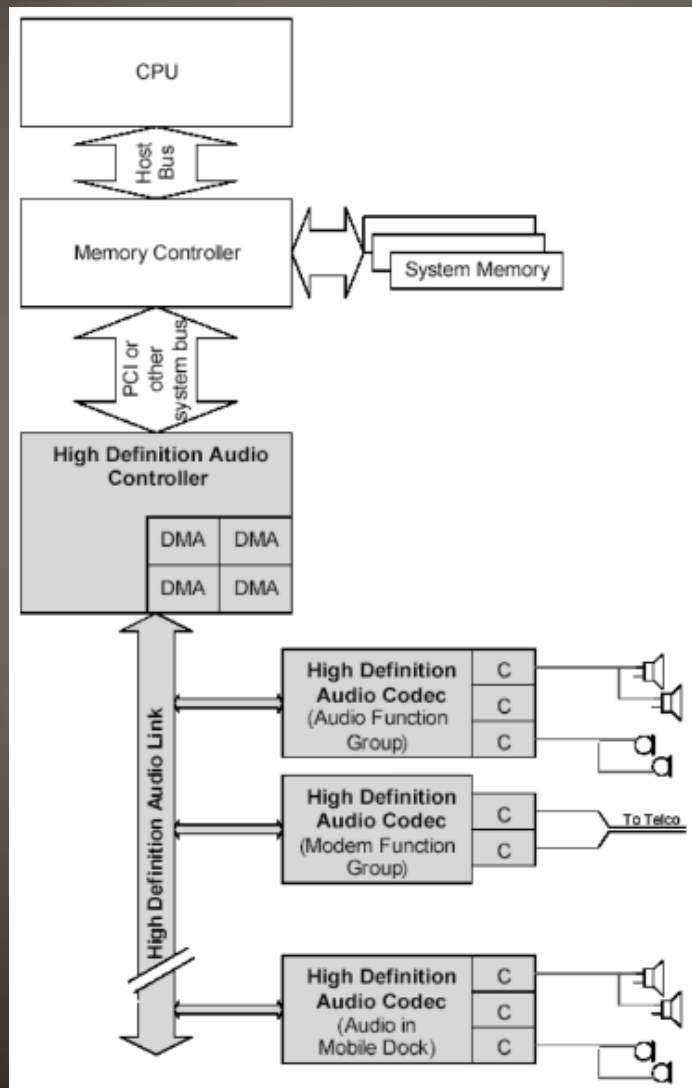 CPU
Host
Bus
Memory Controller
System Memory
PCI or
other
system bus
High Definition Audio
Controller
DMA
DMA
DMA
DMA
High Definition Audio Link
High Definition
Audio Codec
(Audio Function
Group)
C
C
C
High Definition
Audio Codec
(Modem Function
Group)
C
C
To Telco
High Definition
Audio Codec
(Audio in
Mobile Dock)
C
C
C